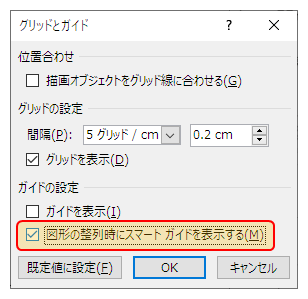 グリッドとガイド ? ×
位置合わせ
描画オブジェクトをグリッド線に合わせる(G)
グリッドの設定
間隔(P): 5 グリッド / cm 0.2 cm
グリッドを表示(D)
ガイドの設定
ガイドを表示(I)
図形の整列時にスマート ガイドを表示する(M)
既定値に設定(F) OK キャンセル